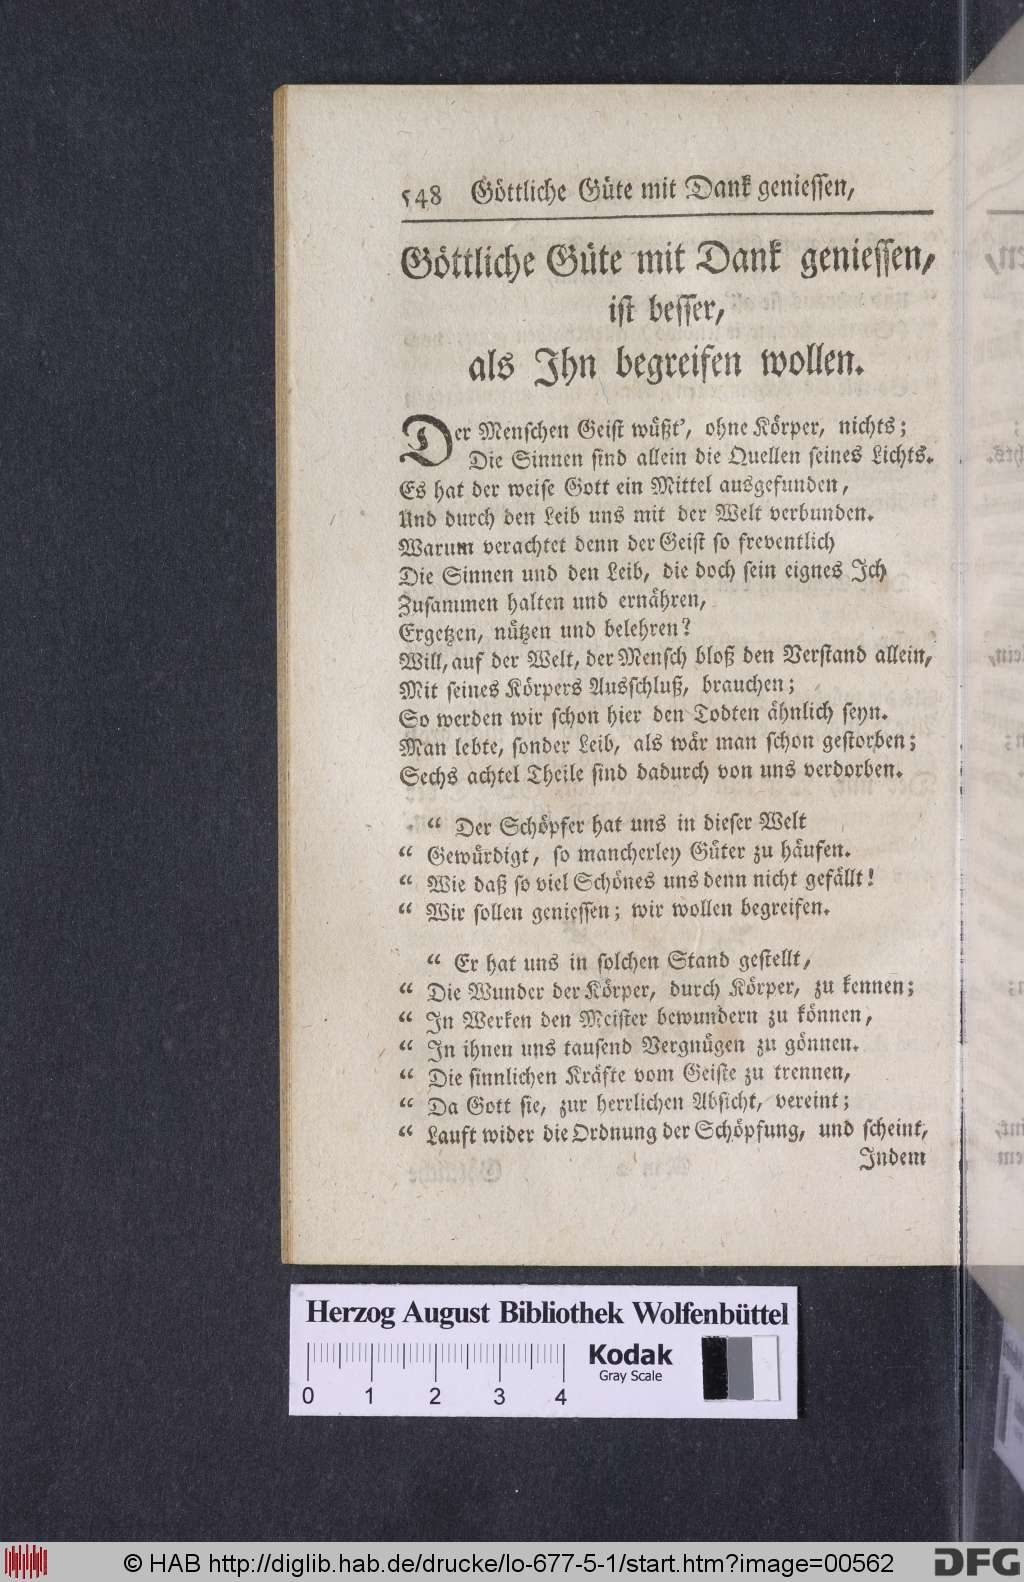 548 Göttliche Güte mit Dank geniessen,
Göttliche Güte mit Dank geniessen,
ist besser,
als Ihn begreifen wollen.
Der Menschen Geist wüßt', ohne Körper, nichts;
Die Sinnen sind allein die Quellen seines Lichts.
Es hat der weise Gott ein Mittel ausgefunden,
Und durch den Leib uns mit der Welt verbunden.
Warum verachtet denn der Geist so freventlich
Die Sinnen und den Leib, die doch sein eignes Ich
Zusammen halten und ernähren,
Ergetzen, nützen und belehren?
Will, auf der Welt, der Mensch bloß den Verstand allein,
Mit seines Körpers Ausschluß, brauchen;
So werden wir schon hier den Todten ähnlich seyn.
Man lebte, sonder Leib, als wär man schon gestorben;
Sechs achtel Theile sind dadurch von uns verdorben.
“ Der Schöpfer hat uns in dieser Welt
“ Gewürdigt, so mancherley Güter zu häufen.
“ Wie daß so viel Schönes uns denn nicht gefällt!
“ Wir sollen geniessen; wir wollen begreifen.
“ Er hat uns in solchen Stand gestellt,
“ Die Wunder der Körper, durch Körper, zu kennen;
“ In Werken den Meister bewundern zu können,
“ In ihnen uns tausend Vergnügen zu gönnen.
“ Die sinnlichen Kräfte vom Geiste zu trennen,
“ Da Gott sie, zur herrlichen Absicht, vereint;
“ Lauft wider die Ordnung der Schöpfung, und scheint,
Indem
Herzog August Bibliothek Wolfenbüttel
Kodak
Gray Scale
0 1 2 3 4
© HAB http://diglib.hab.de/drucke/lo-677-5-1/start.htm?image=00562
DFG